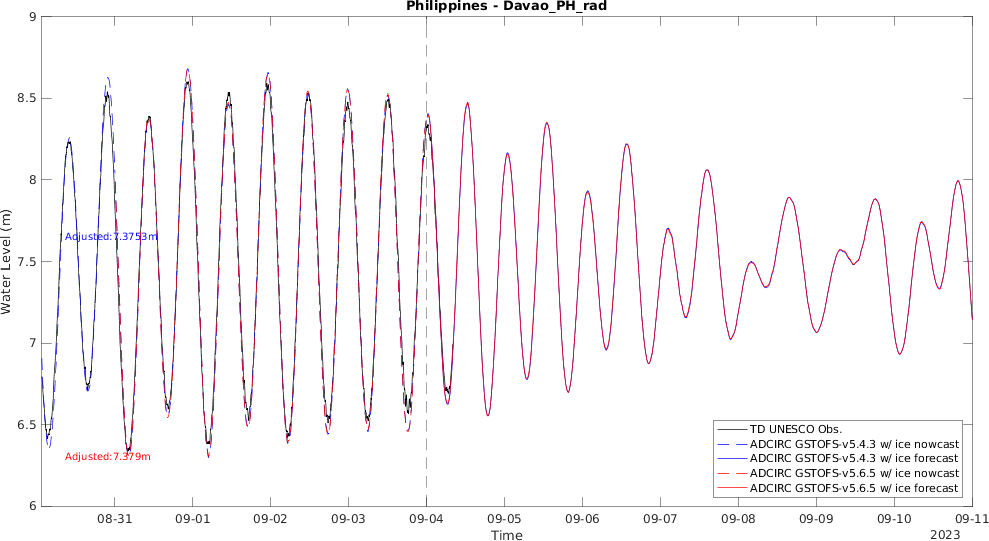 Philippines - Davao_PH_rad
9
8.5
8
7.5
7
6.5
6
Water Level (m)
Adjusted:7.3753m
Adjusted:7.379m
TD UNESCO Obs.
ADCIRC GSTOFS-v5.4.3 w/ ice nowcast
ADCIRC GSTOFS-v5.4.3 w/ ice forecast
ADCIRC GSTOFS-v5.6.5 w/ ice nowcast
ADCIRC GSTOFS-v5.6.5 w/ ice forecast
08-31 09-01 09-02 09-03 09-04 09-05 09-06 09-07 09-08 09-09 09-10 09-11
Time
2023